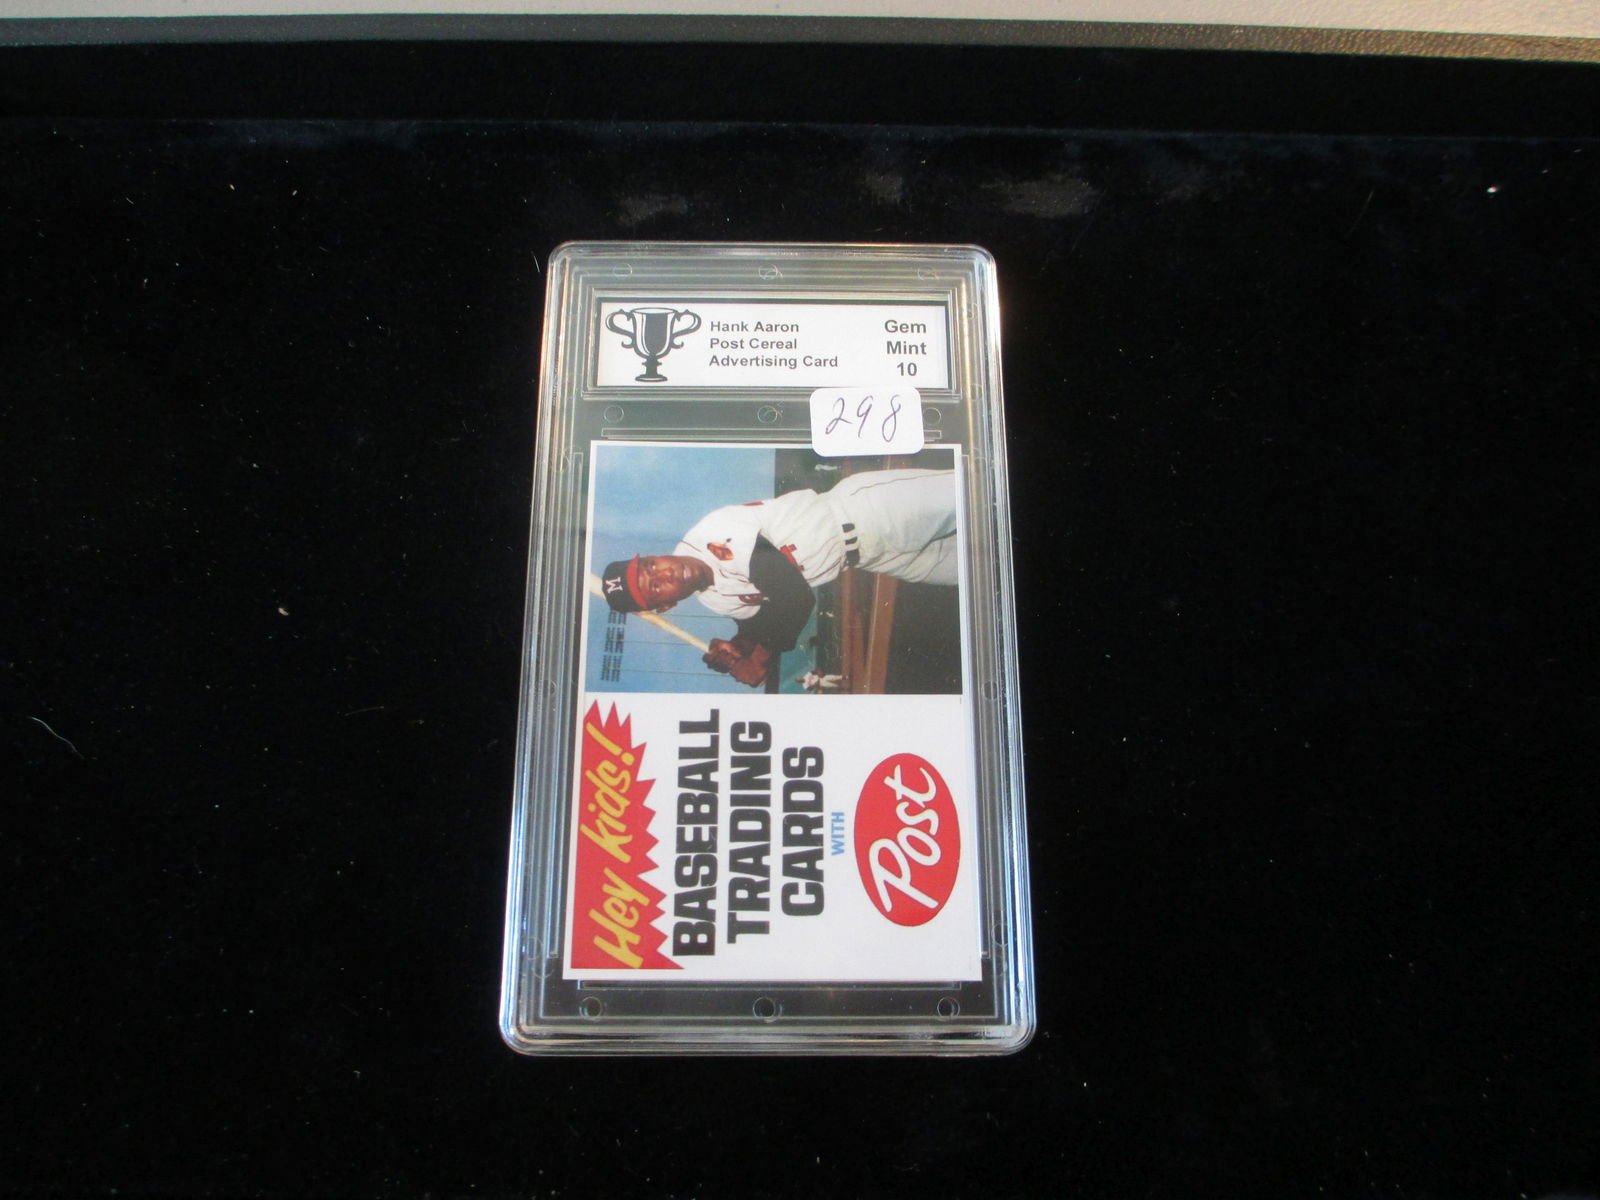 Hank Aaron
Post Cereal
Advertising Card
Gem
Mint
10
298
M
Hey kids!
BASEBALL
TRADING
CARDS
WITH
Post